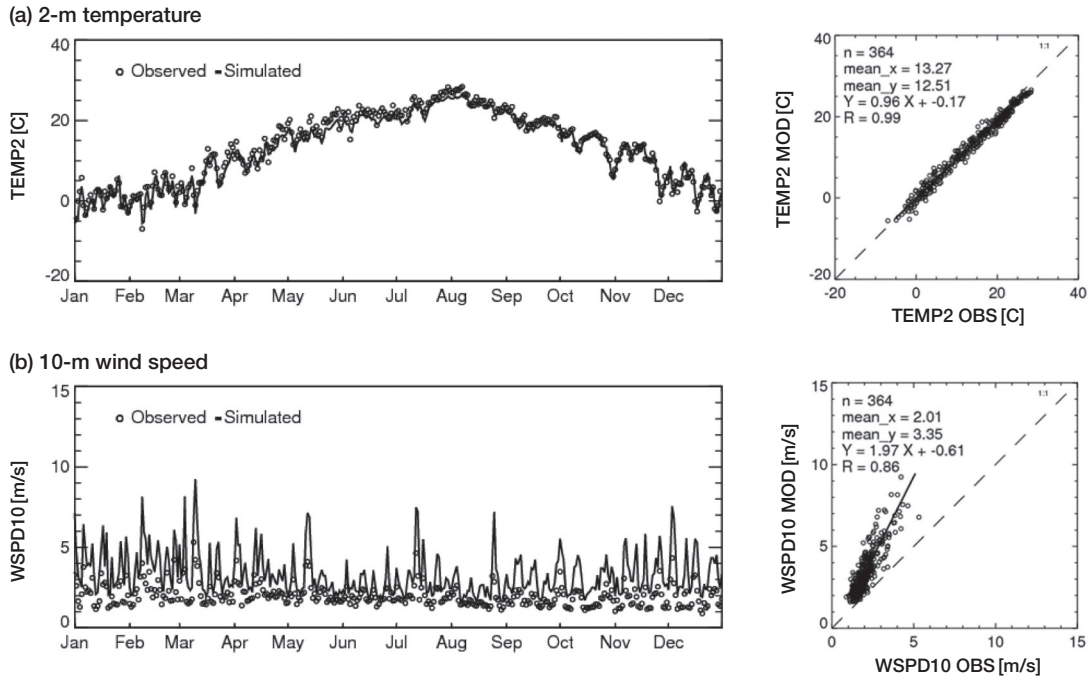 (a) 2-m temperature
40
20
0
-20
TEMP2 [C]
Observed Simulated
Jan Feb Mar Apr May Jun Jul Aug Sep Oct Nov Dec
40
20
0
-20
TEMP2 MOD [C]
n = 364
mean_x = 13.27
mean_y = 12.51
Y = 0.96 X + -0.17
R = 0.99
1:1
-20 0 20 40
TEMP2 OBS [C]
(b) 10-m wind speed
15
10
5
0
WSPD10 [m/s]
Observed Simulated
Jan Feb Mar Apr May Jun Jul Aug Sep Oct Nov Dec
15
10
5
0
WSPD10 MOD [m/s]
n = 364
mean_x = 2.01
mean_y = 3.35
Y = 1.97 X + -0.61
R = 0.86
1:1
0 5 10 15
WSPD10 OBS [m/s]